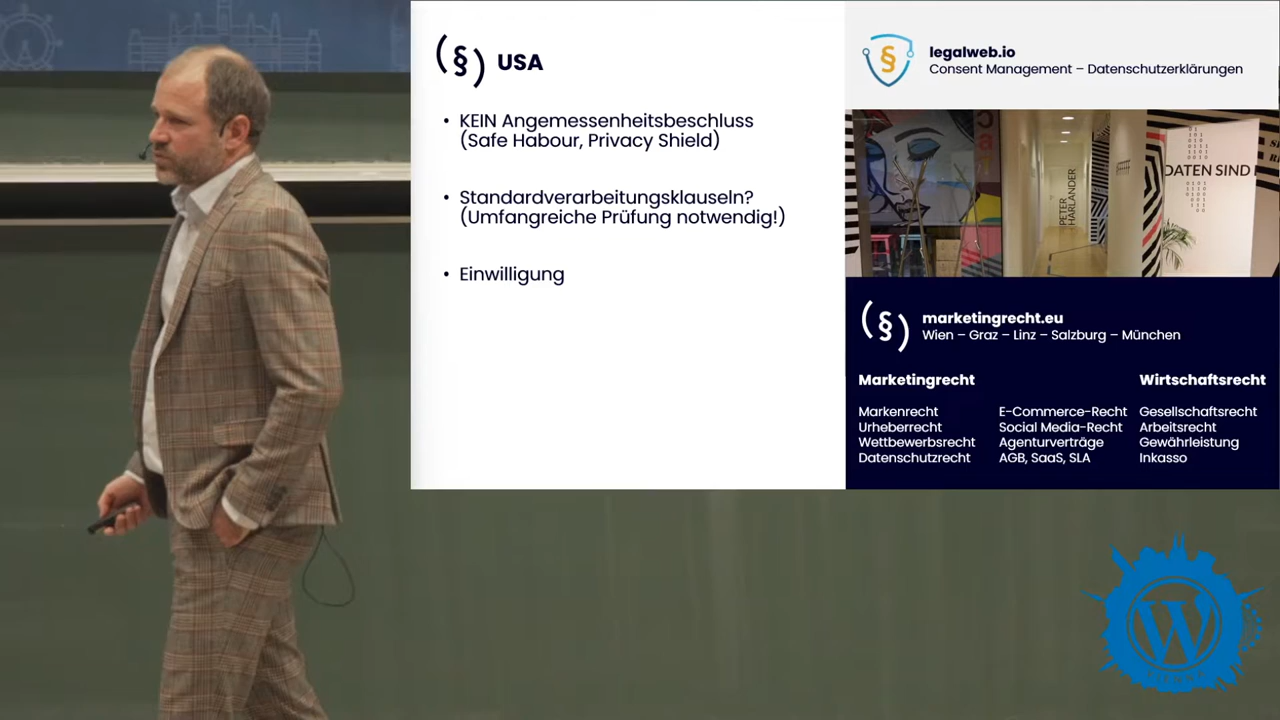 (§) USA
• KEIN Angemessenheitsbeschluss
(Safe Habour, Privacy Shield)
• Standardverarbeitungsklauseln?
(Umfangreiche Prüfung notwendig!)
• Einwilligung
§
legalweb.io
Consent Management – Datenschutzerklärungen
PETER
HARLANDER
DATEN SIND
(§)
marketingrecht.eu
Wien – Graz – Linz – Salzburg – München
Marketingrecht
Markenrecht
Urheberrecht
Wettbewerbsrecht
Datenschutzrecht
E-Commerce-Recht
Social Media-Recht
Agenturverträge
AGB, SaaS, SLA
Wirtschaftsrecht
Gesellschaftsrecht
Arbeitsrecht
Gewährleistung
Inkasso
W
VIENNA